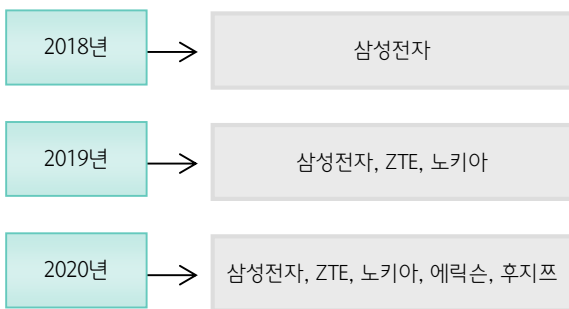 2018년
삼성전자
2019년
삼성전자, ZTE, 노키아
2020년
삼성전자, ZTE, 노키아, 에릭슨, 후지쯔